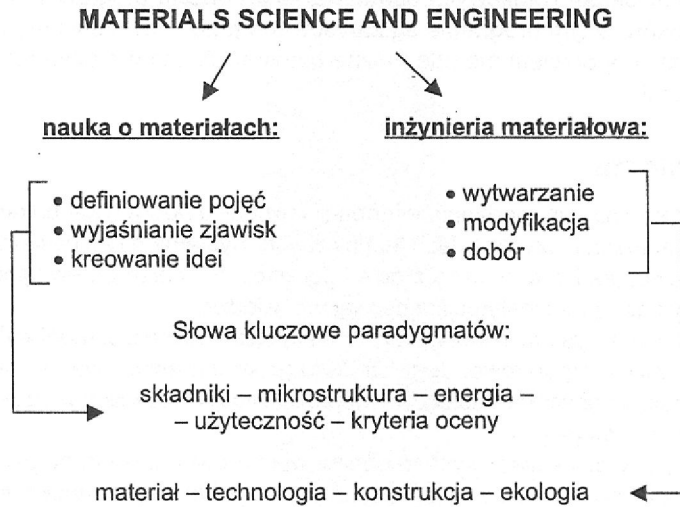 MATERIALS SCIENCE AND ENGINEERING
nauka o materiałach:
inżynieria materiałowa:
• definiowanie pojęć
• wyjaśnianie zjawisk
• kreowanie idei
• wytwarzanie
• modyfikacja
• dobór
Słowa kluczowe paradygmatów:
składniki – mikrostruktura – energia –
– użyteczność – kryteria oceny
materiał – technologia – konstrukcja – ekologia